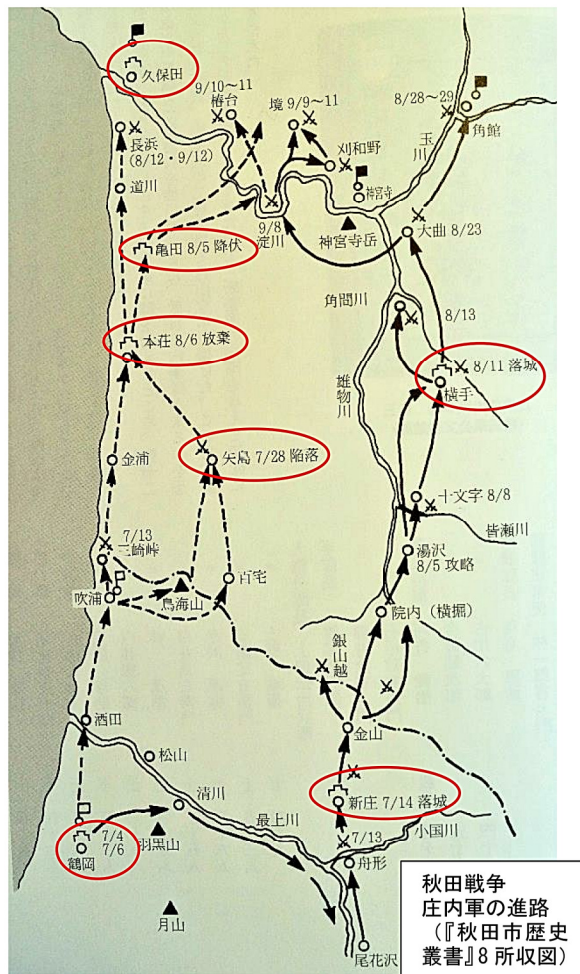 久保田
9/10〜11
椿台
境 9/9〜11
8/28〜29
角館
玉川
長浜
(8/12・9/12)
刈和野
神宮寺
道川
9/8
淀川
神宮寺岳
大曲 8/23
亀田 8/5 降伏
角間川
8/13
本荘 8/6 放棄
雄物川
8/11 落城
横手
金浦
矢島 7/28 陥落
十文字 8/8
皆瀬川
7/13
三崎峠
湯沢
8/5 攻略
吹浦
鳥海山
百宅
院内（横掘）
銀山越
酒田
金山
松山
清川
新庄 7/14 落城
最上川
小国川
7/4
7/6
鶴岡
羽黒山
7/13
舟形
月山
尾花沢
秋田戦争
庄内軍の進路
(『秋田市歴史
叢書』8 所収図)